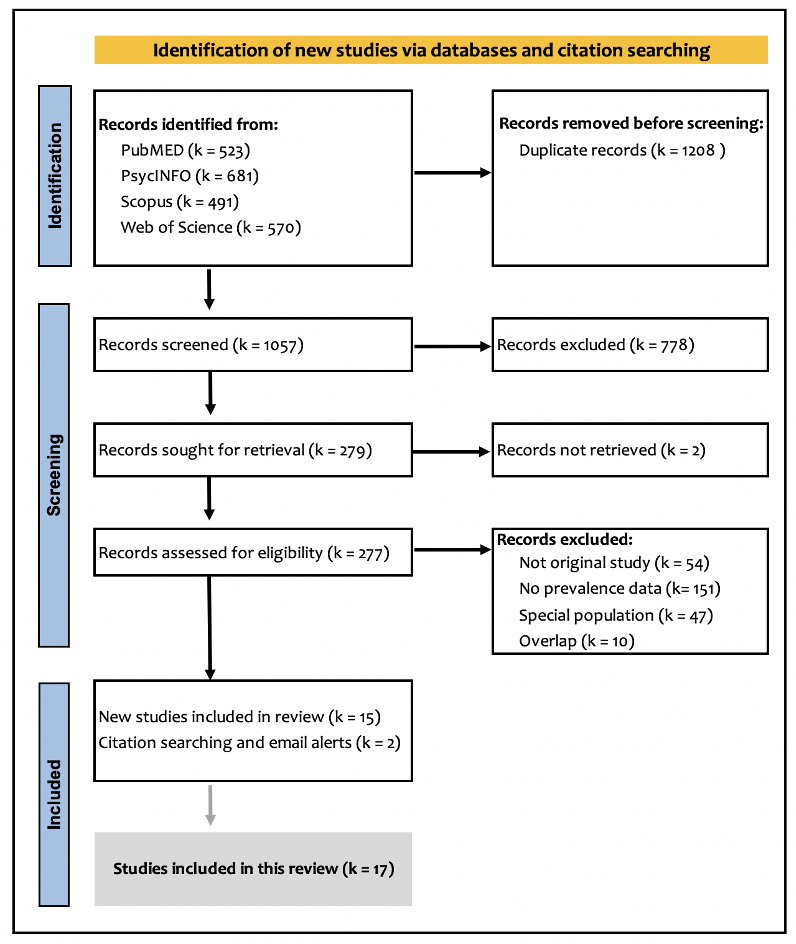 Identification of new studies via databases and citation searching
Identification
Records identified from:
PubMED (k = 523)
PsycINFO (k = 681)
Scopus (k = 491)
Web of Science (k = 570)
Records removed before screening:
Duplicate records (k = 1208 )
Screening
Records screened (k = 1057)
Records excluded (k = 778)
Records sought for retrieval (k = 279)
Records not retrieved (k = 2)
Records assessed for eligibility (k = 277)
Records excluded:
Not original study (k = 54)
No prevalence data (k= 151)
Special population (k = 47)
Overlap (k = 10)
Included
New studies included in review (k = 15)
Citation searching and email alerts (k = 2)
Studies included in this review (k = 17)